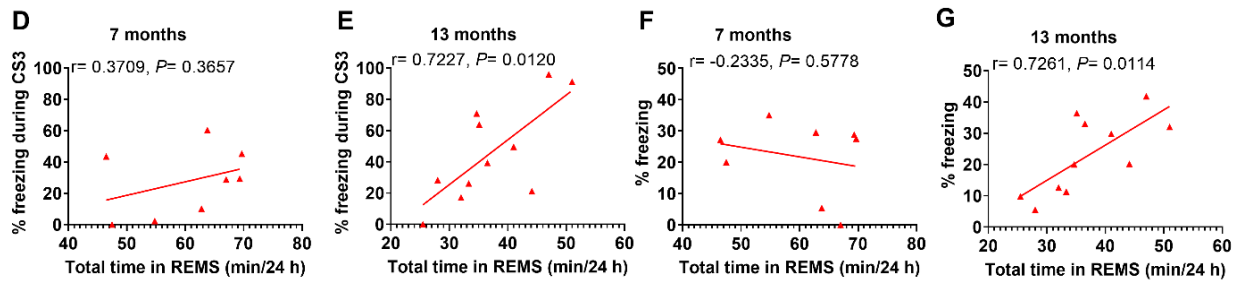 D
7 months
r= 0.3709, P= 0.3657
% freezing during CS3
100
80
60
40
20
0
40 50 60 70 80
Total time in REMS (min/24 h)
E
13 months
r= 0.7227, P= 0.0120
% freezing during CS3
100
80
60
40
20
0
20 30 40 50 60
Total time in REMS (min/24 h)
F
7 months
r= -0.2335, P= 0.5778
% freezing
50
40
30
20
10
0
40 50 60 70 80
Total time in REMS (min/24 h)
G
13 months
r= 0.7261, P= 0.0114
% freezing
50
40
30
20
10
0
20 30 40 50 60
Total time in REMS (min/24 h)